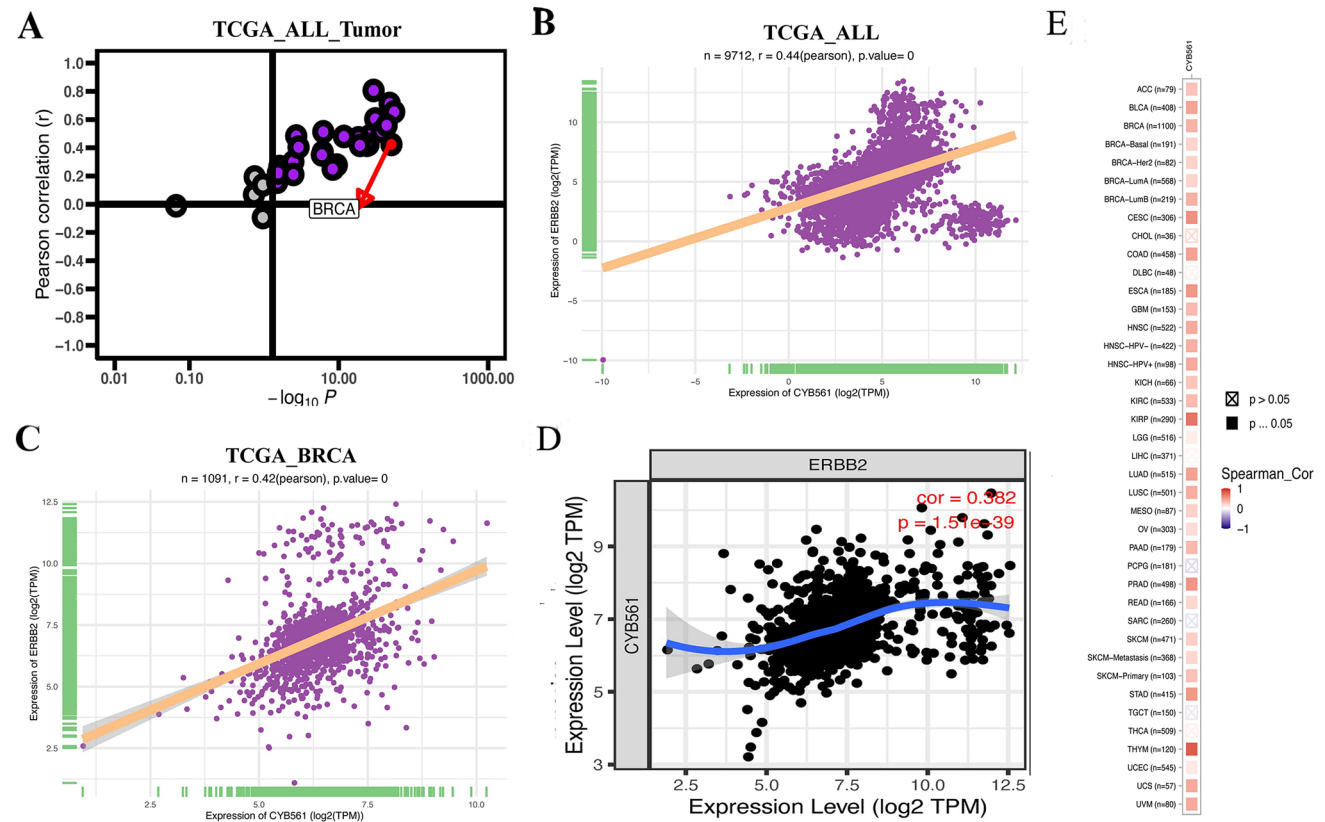 A
TCGA_ALL_Tumor
Pearson correlation (r)
1.0
0.8
0.6
0.4
0.2
0.0
−0.2
−0.4
−0.6
−0.8
−1.0
BRCA
0.01
0.10
10.00
1000.00
−log10 P
B
TCGA_ALL
n = 9712, r = 0.44(pearson), p.value= 0
Expression of ERBB2 (log2(TPM))
10
5
0
−5
−10
−10
−5
0
5
10
Expression of CYB561 (log2(TPM))
C
TCGA_BRCA
n = 1091, r = 0.42(pearson), p.value= 0
Expression of ERBB2 (log2(TPM))
12.5
10.0
7.5
5.0
2.5
2.5
5.0
7.5
10.0
Expression of CYB561 (log2(TPM))
D
ERBB2
CYB561
cor = 0.382
p = 1.51e−39
Expression Level (log2 TPM)
9
7
5
3
2.5
5.0
7.5
10.0
12.5
Expression Level (log2 TPM)
E
CYB561
ACC (n=79)
BLCA (n=408)
BRCA (n=1100)
BRCA−Basal (n=191)
BRCA−Her2 (n=82)
BRCA−LumA (n=568)
BRCA−LumB (n=219)
CESC (n=306)
CHOL (n=36)
COAD (n=458)
DLBC (n=48)
ESCA (n=185)
GBM (n=153)
HNSC (n=522)
HNSC−HPV− (n=422)
HNSC−HPV+ (n=98)
KICH (n=66)
KIRC (n=533)
KIRP (n=290)
LGG (n=516)
LIHC (n=371)
LUAD (n=515)
LUSC (n=501)
MESO (n=87)
OV (n=303)
PAAD (n=179)
PCPG (n=181)
PRAD (n=498)
READ (n=166)
SARC (n=260)
SKCM (n=471)
SKCM−Metastasis (n=368)
SKCM−Primary (n=103)
STAD (n=415)
TGCT (n=150)
THCA (n=509)
THYM (n=120)
UCEC (n=545)
UCS (n=57)
UVM (n=80)
p > 0.05
p ... 0.05
Spearman_Cor
1
0
−1